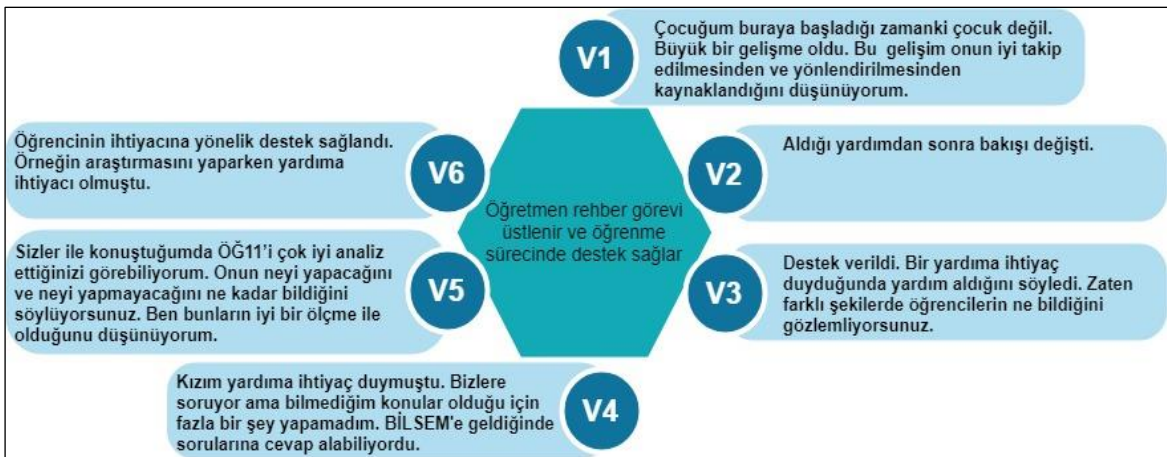 V1
Çocuğum buraya başladığı zamanki çocuk değil.
Büyük bir gelişme oldu. Bu gelişim onun iyi takip
edilmesinden ve yönlendirilmesinden
kaynaklandığını düşünüyorum.
V2
Aldığı yardımdan sonra bakışı değişti.
V3
Destek verildi. Bir yardıma ihtiyaç
duyduğunda yardım aldığını söyledi. Zaten
farklı şekilerde öğrencilerin ne bildiğini
gözlemliyorsunuz.
V4
Kızım yardıma ihtiyaç duymuştu. Bizlere
soruyor ama bilmediğim konular olduğu için
fazla bir şey yapamadım. BİLSEM'e geldiğinde
sorularına cevap alabiliyordu.
V5
Sizler ile konuştuğumda ÖĞ11’i çok iyi analiz
ettiğinizi görebiliyorum. Onun neyi yapacağını
ve neyi yapmayacağını ne kadar bildiğini
söylüyorsunuz. Ben bunların iyi bir ölçme ile
olduğunu düşünüyorum.
V6
Öğrencinin ihtiyacına yönelik destek sağlandı.
Örneğin araştırmasını yaparken yardıma
ihtiyacı olmuştu.
Öğretmen rehber görevi
üstlenir ve öğrenme
sürecinde destek sağlar